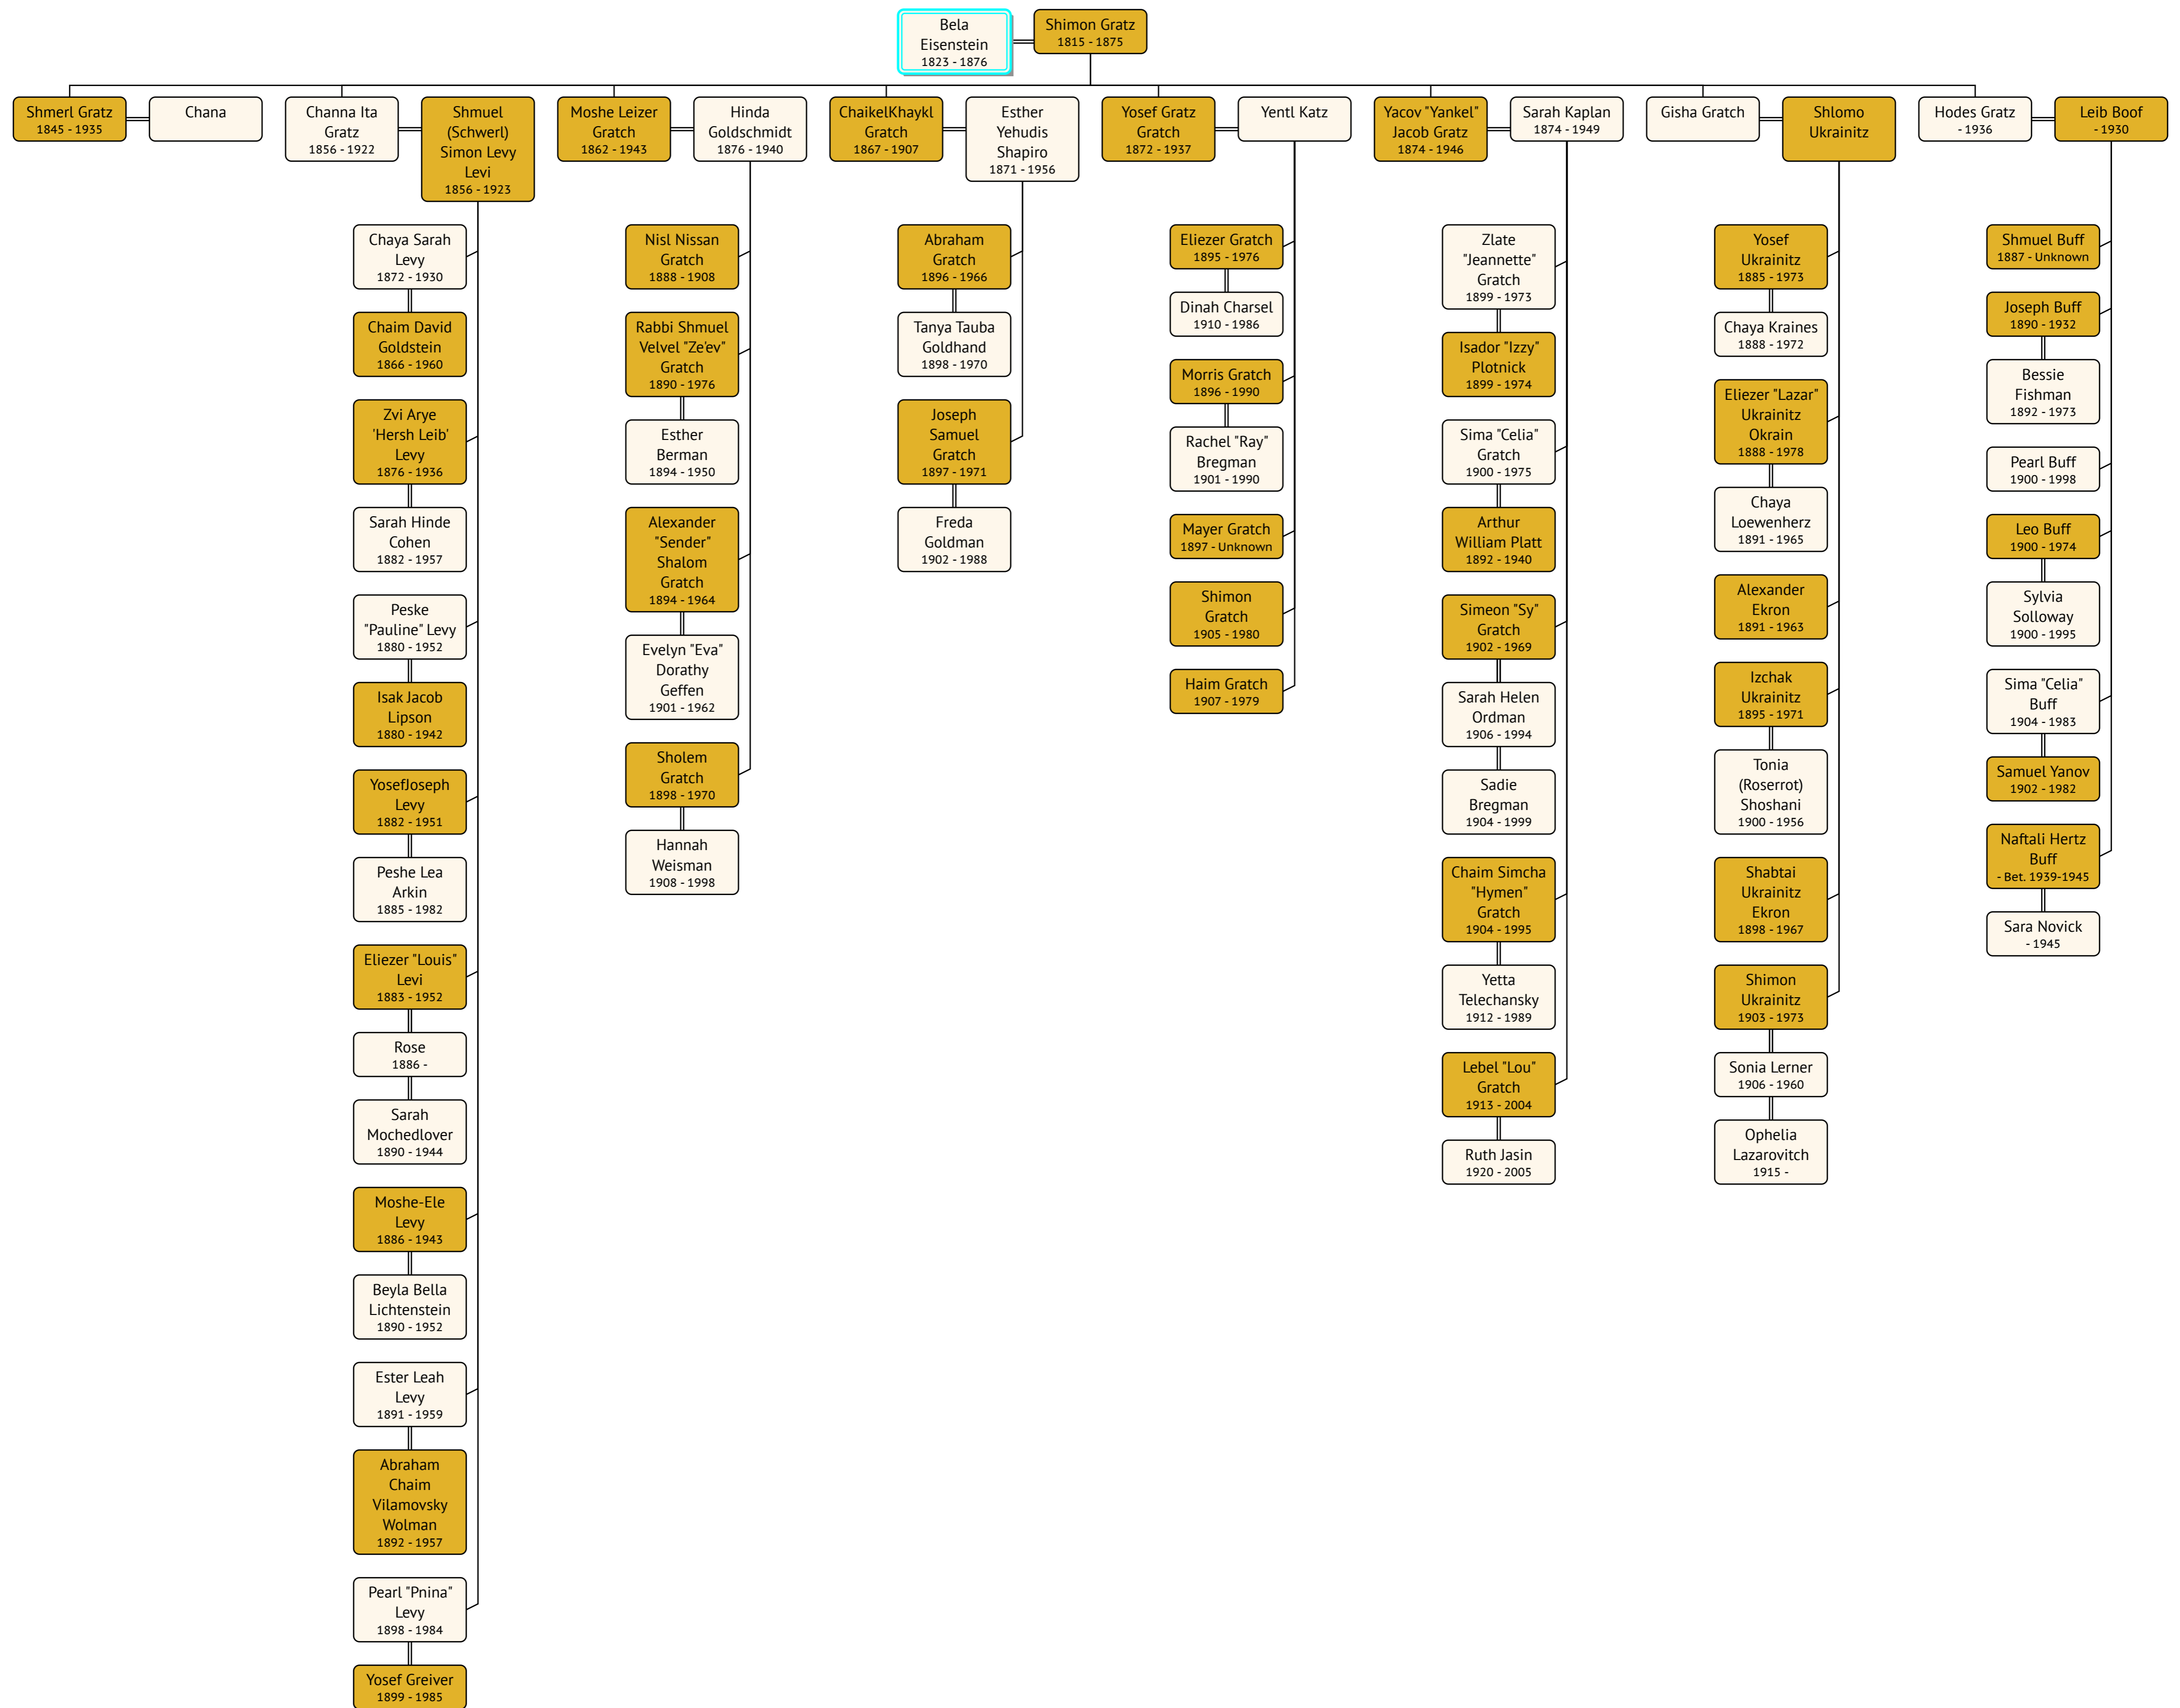 Bela
Eisenstein
1823 - 1876
Shimon Gratz
1815 - 1875
Shmerl Gratz
1845 - 1935
Chana
Channa Ita
Gratz
1856 - 1922
Shmuel
(Schwerl)
Simon Levy
Levi
1856 - 1923
Moshe Leizer
Gratch
1862 - 1943
Hinda
Goldschmidt
1876 - 1940
ChaikelKhaykl
Gratch
1867 - 1907
Esther
Yehudis
Shapiro
1871 - 1956
Yosef Gratz
Gratch
1872 - 1937
Yentl Katz
Yacov "Yankel"
Jacob Gratz
1874 - 1946
Sarah Kaplan
1874 - 1949
Gisha Gratch
Shlomo
Ukrainitz
Hodes Gratz
- 1936
Leib Boof
- 1930
Chaya Sarah
Levy
1872 - 1930
Chaim David
Goldstein
1866 - 1960
Zvi Arye
'Hersh Leib'
Levy
1876 - 1936
Sarah Hinde
Cohen
1882 - 1957
Peske
"Pauline" Levy
1880 - 1952
Isak Jacob
Lipson
1880 - 1942
YosefJoseph
Levy
1882 - 1951
Peshe Lea
Arkin
1885 - 1982
Eliezer "Louis"
Levi
1883 - 1952
Rose
1886 -
Sarah
Mochedlover
1890 - 1944
Moshe-Ele
Levy
1886 - 1943
Beyla Bella
Lichtenstein
1890 - 1952
Ester Leah
Levy
1891 - 1959
Abraham
Chaim
Vilamovsky
Wolman
1892 - 1957
Pearl "Pnina"
Levy
1898 - 1984
Yosef Greiver
1899 - 1985
Nisl Nissan
Gratch
1888 - 1908
Rabbi Shmuel
Velvel "Ze'ev"
Gratch
1890 - 1976
Esther
Berman
1894 - 1950
Alexander
"Sender"
Shalom
Gratch
1894 - 1964
Evelyn "Eva"
Dorathy
Geffen
1901 - 1962
Sholem
Gratch
1898 - 1970
Hannah
Weisman
1908 - 1998
Abraham
Gratch
1896 - 1966
Tanya Tauba
Goldhand
1898 - 1970
Joseph
Samuel
Gratch
1897 - 1971
Freda
Goldman
1902 - 1988
Eliezer Gratch
1895 - 1976
Dinah Charsel
1910 - 1986
Morris Gratch
1896 - 1990
Rachel "Ray"
Bregman
1901 - 1990
Mayer Gratch
1897 - Unknown
Shimon
Gratch
1905 - 1980
Haim Gratch
1907 - 1979
Zlate
"Jeannette"
Gratch
1899 - 1973
Isador "Izzy"
Plotnick
1899 - 1974
Sima "Celia"
Gratch
1900 - 1975
Arthur
William Platt
1892 - 1940
Simeon "Sy"
Gratch
1902 - 1969
Sarah Helen
Ordman
1906 - 1994
Sadie
Bregman
1904 - 1999
Chaim Simcha
"Hymen"
Gratch
1904 - 1995
Yetta
Telechansky
1912 - 1989
Lebel "Lou"
Gratch
1913 - 2004
Ruth Jasin
1920 - 2005
Yosef
Ukrainitz
1885 - 1973
Chaya Kraines
1888 - 1972
Eliezer "Lazar"
Ukrainitz
Okrain
1888 - 1978
Chaya
Loewenherz
1891 - 1965
Alexander
Ekron
1891 - 1963
Izchak
Ukrainitz
1895 - 1971
Tonia
(Roserrot)
Shoshani
1900 - 1956
Shabtai
Ukrainitz
Ekron
1898 - 1967
Shimon
Ukrainitz
1903 - 1973
Sonia Lerner
1906 - 1960
Ophelia
Lazarovitch
1915 -
Shmuel Buff
1887 - Unknown
Joseph Buff
1890 - 1932
Bessie
Fishman
1892 - 1973
Pearl Buff
1900 - 1998
Leo Buff
1900 - 1974
Sylvia
Solloway
1900 - 1995
Sima "Celia"
Buff
1904 - 1983
Samuel Yanov
1902 - 1982
Naftali Hertz
Buff
- Bet. 1939-1945
Sara Novick
- 1945